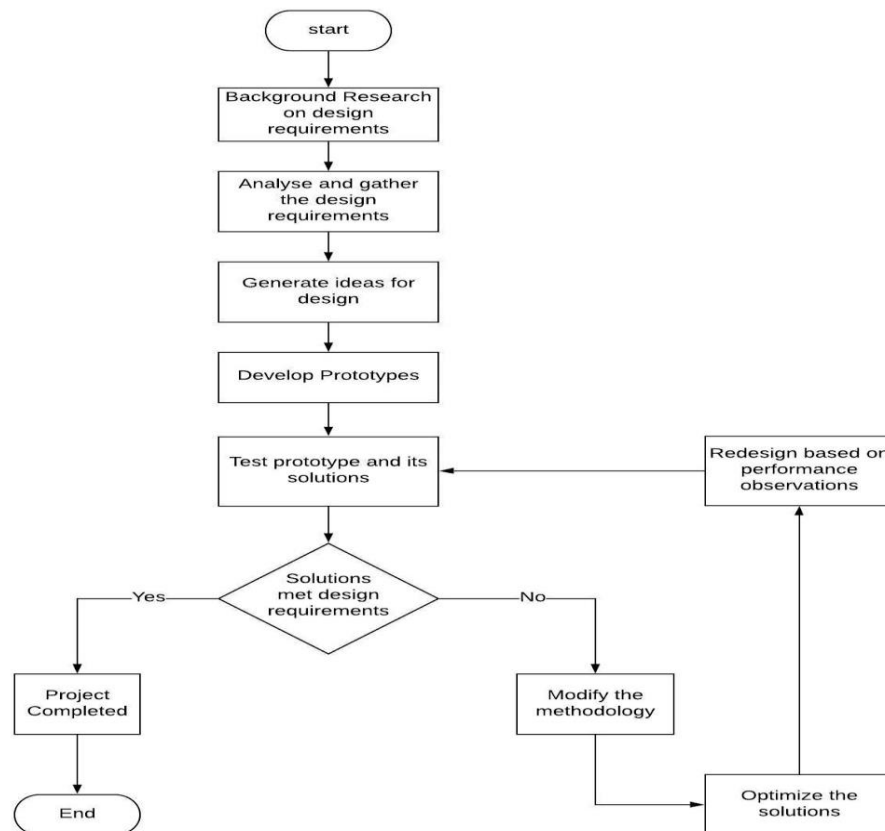 start
Background Research
on design
requirements
Analyse and gather
the design
requirements
Generate ideas for
design
Develop Prototypes
Test prototype and its
solutions
Redesign based on
performance
observations
Solutions
met design
requirements
Yes
No
Project
Completed
Modify the
methodology
Optimize the
solutions
End